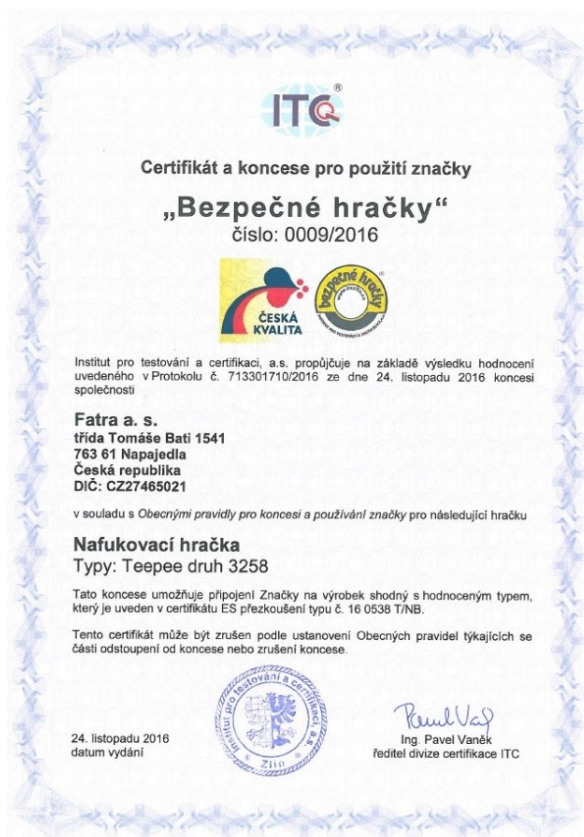 ITC®
Certifikát a koncese pro použití značky
„Bezpečné hračky“
číslo: 0009/2016
ČESKÁ
KVALITA
bezpečné hračky
®
Institut pro testování a certifikaci, a.s. propůjčuje na základě výsledku hodnocení
uvedeného v Protokolu č. 713301710/2016 ze dne 24. listopadu 2016 koncesi
společnosti
Fatra a. s.
třída Tomáše Bati 1541
763 61 Napajedla
Česká republika
DIČ: CZ27465021
v souladu s Obecnými pravidly pro koncesi a používání značky pro následující hračku
Nafukovací hračka
Typy: Teepee druh 3258
Tato koncese umožňuje připojení Značky na výrobek shodný s hodnoceným typem,
který je uveden v certifikátu ES přezkoušení typu č. 16 0538 T/NB.
Tento certifikát může být zrušen podle ustanovení Obecných pravidel týkajících se
části odstoupení od koncese nebo zrušení koncese.
Institut pro testování a certifikaci, a.s.
Zlín
24. listopadu 2016
datum vydání
Ing. Pavel Vaněk
ředitel divize certifikace ITC